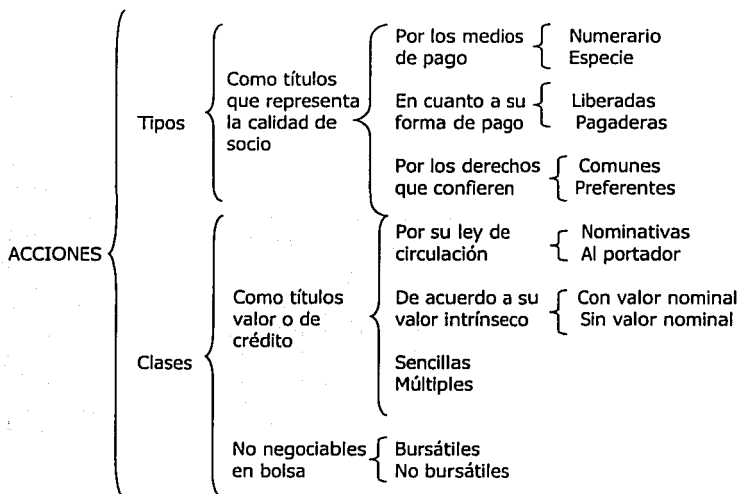 ACCIONES
Tipos
Como títulos
que representa
la calidad de
socio
Por los medios
de pago
Numerario
Especie
En cuanto a su
forma de pago
Liberadas
Pagaderas
Por los derechos
que confieren
Comunes
Preferentes
Clases
Como títulos
valor o de
crédito
Por su ley de
circulación
Nominativas
Al portador
De acuerdo a su
valor intrínseco
Con valor nominal
Sin valor nominal
Sencillas
Múltiples
No negociables
en bolsa
Bursátiles
No bursátiles